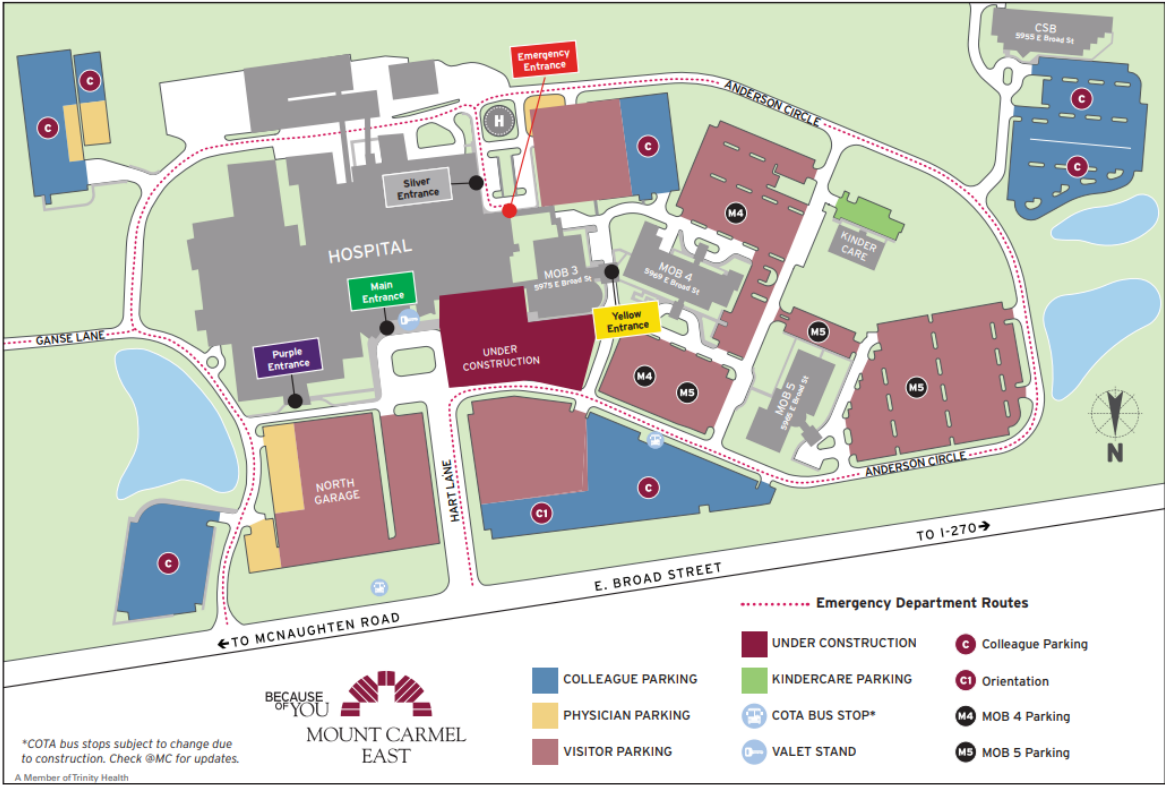 CSB
5955 E Broad St
C
C
Emergency
Entrance
ANDERSON CIRCLE
C
C
H
C
C
Silver
Entrance
M4
HOSPITAL
KINDER
CARE
MOB 3
5975 E Broad St
MOB 4
5969 E Broad St
Main
Entrance
Yellow
Entrance
GANSE LANE
Purple
Entrance
UNDER
CONSTRUCTION
M5
M4
M5
MOB 5
5965 E Broad St
M5
N
ANDERSON CIRCLE
NORTH
GARAGE
HART LANE
C
C1
C
TO I-270→
E. BROAD STREET
←TO MCNAUGHTEN ROAD
Emergency Department Routes
UNDER CONSTRUCTION
C Colleague Parking
COLLEAGUE PARKING
KINDERCARE PARKING
C1 Orientation
PHYSICIAN PARKING
COTA BUS STOP*
M4 MOB 4 Parking
VISITOR PARKING
VALET STAND
M5 MOB 5 Parking
BECAUSE
OF YOU
MOUNT CARMEL
EAST
*COTA bus stops subject to change due
to construction. Check @MC for updates.
A Member of Trinity Health